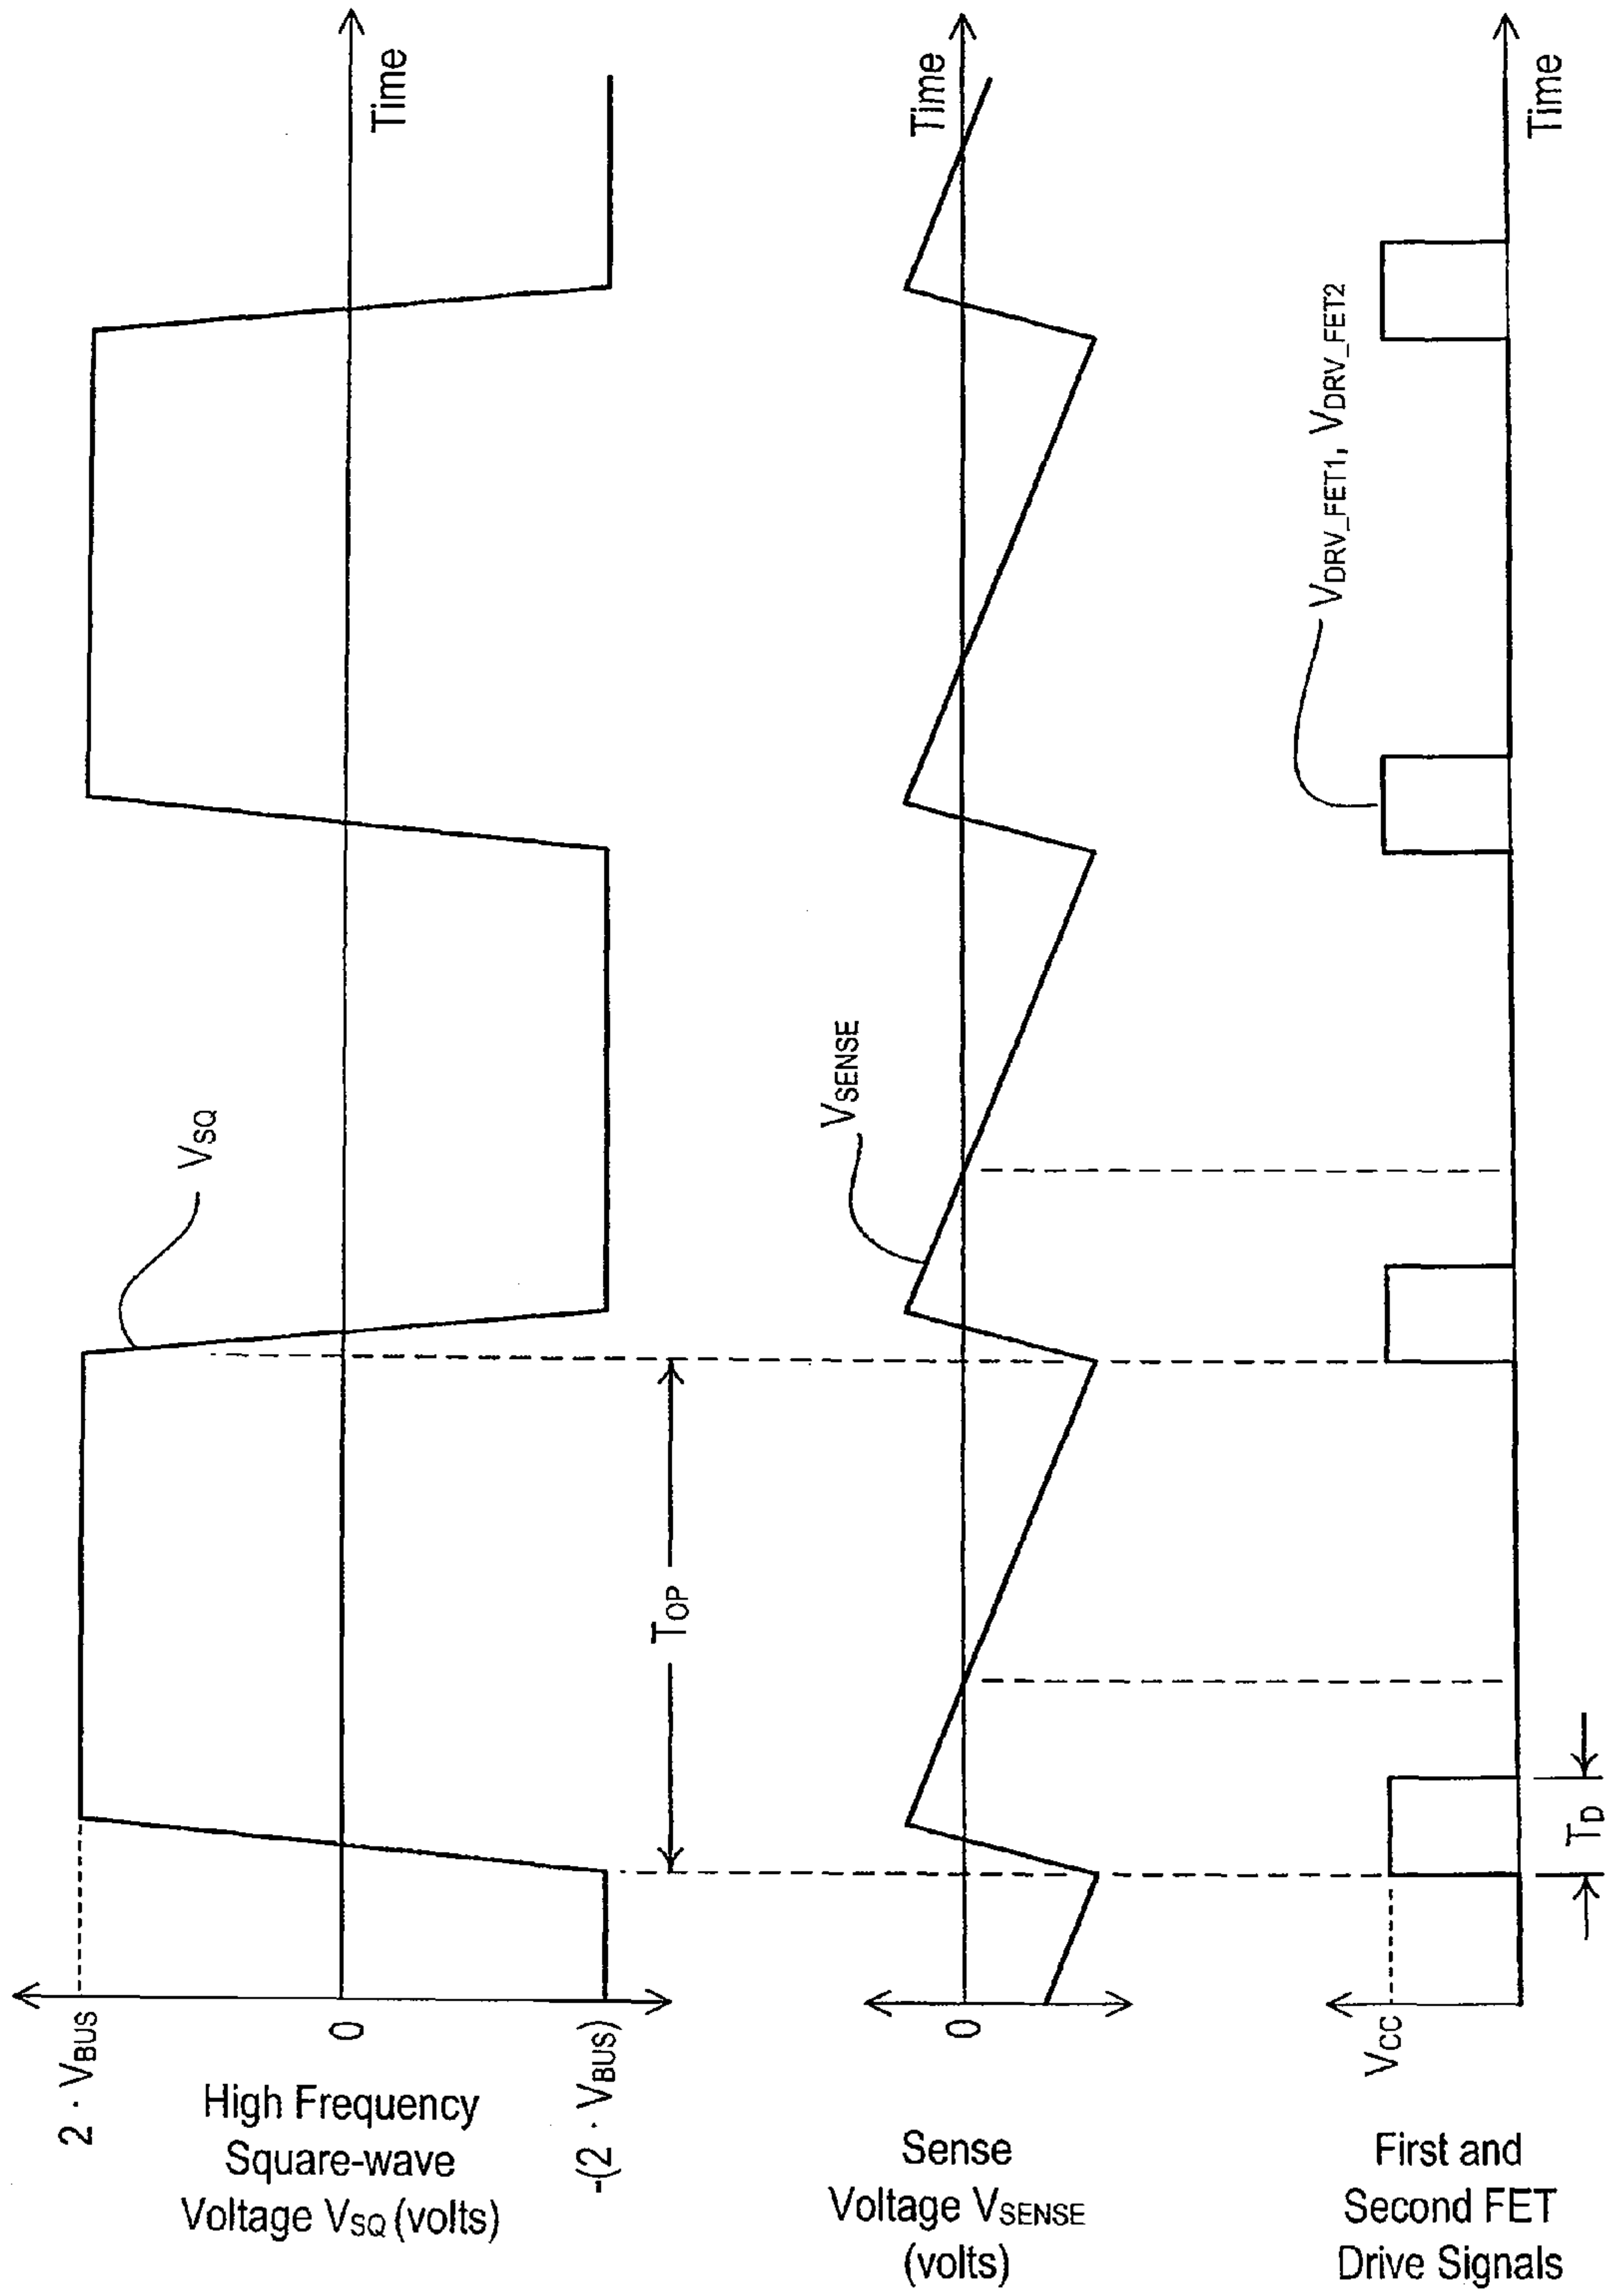 2 · VBUS
0
-(2 · VBUS)
High Frequency
Square-wave
Voltage VSQ (volts)
VSQ
Time
TOP
0
Sense
Voltage VSENSE
(volts)
VSENSE
Time
VCC
First and
Second FET
Drive Signals
VDRV_FET1, VDRV_FET2
Time
TD